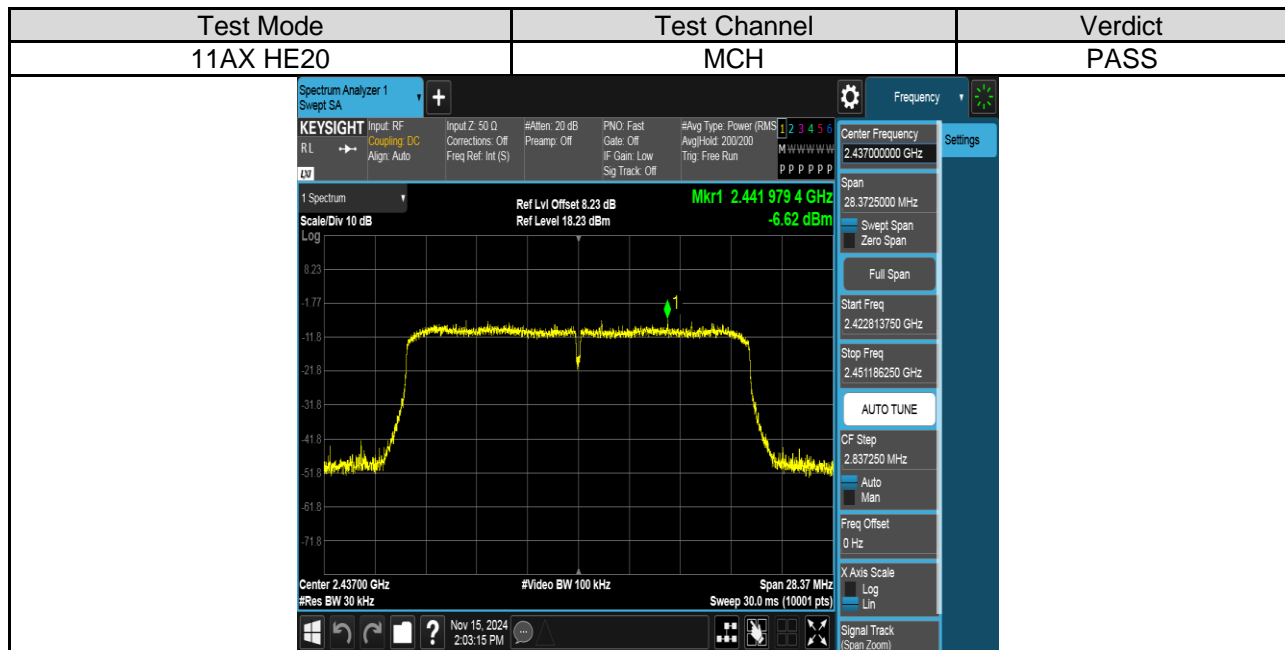 Test Mode Test Channel Verdict
11AX HE20 MCH PASS
Spectrum Analyzer 1
Swept SA
+
Frequency
KEYSIGHT
RL
LXI
Input: RF
Coupling: DC
Align: Auto
Input Z: 50 Ω
Corrections: Off
Freq Ref: Int (S)
#Atten: 20 dB
Preamp: Off
PNO: Fast
Gate: Off
IF Gain: Low
Sig Track: Off
#Avg Type: Power (RMS
Avg|Hold: 200/200
Trig: Free Run
1 2 3 4 5 6
M W W W W W
P P P P P P
Center Frequency
2.437000000 GHz
Settings
Span
28.3725000 MHz
Swept Span
Zero Span
Full Span
Start Freq
2.422813750 GHz
Stop Freq
2.451186250 GHz
AUTO TUNE
CF Step
2.837250 MHz
Auto
Man
Freq Offset
0 Hz
X Axis Scale
Log
Lin
Signal Track
(Span Zoom)
1 Spectrum
Scale/Div 10 dB
Log
Ref Lvl Offset 8.23 dB
Ref Level 18.23 dBm
Mkr1 2.441 979 4 GHz
-6.62 dBm
8.23
-1.77
1
-11.8
-21.8
-31.8
-41.8
-51.8
-61.8
-71.8
Center 2.43700 GHz #Video BW 100 kHz Span 28.37 MHz
#Res BW 30 kHz Sweep 30.0 ms (10001 pts)
?
Nov 15, 2024
2:03:15 PM